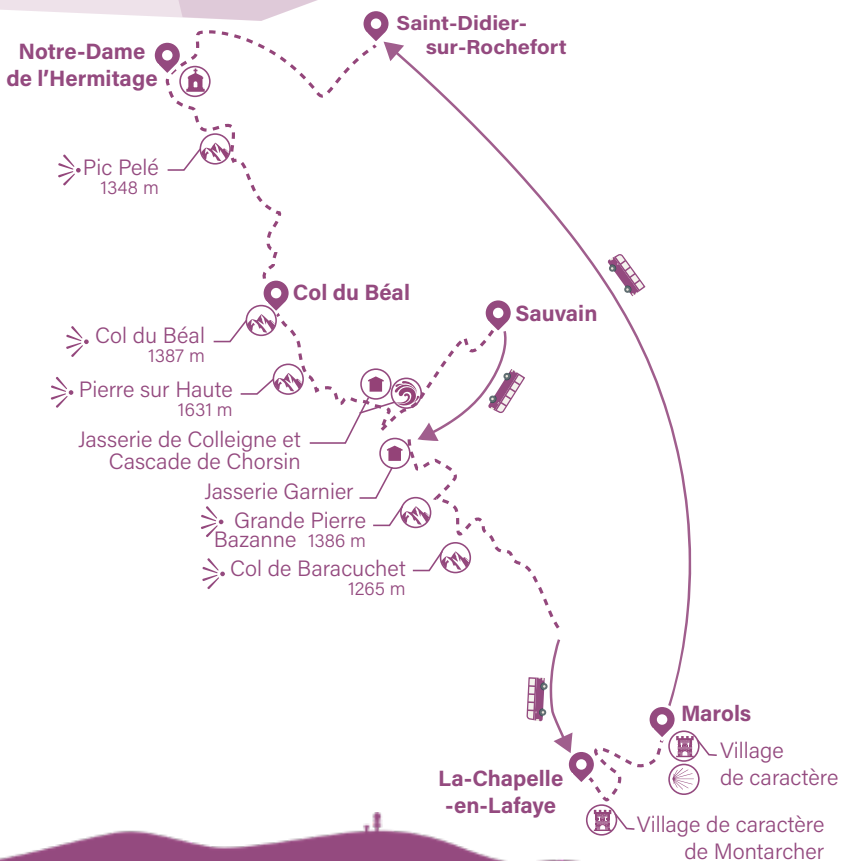 Saint-Didier-
sur-Rochefort
Notre-Dame
de l'Hermitage
Pic Pelé
1348 m
Col du Béal
Sauvain
Col du Béal
1387 m
Pierre sur Haute
1631 m
Jasserie de Colleigne et
Cascade de Chorsin
Jasserie Garnier
Grande Pierre
Bazanne 1386 m
Col de Baracuchet
1265 m
Marols
Village
de caractère
La-Chapelle
-en-Lafaye
Village de caractère
de Montarcher